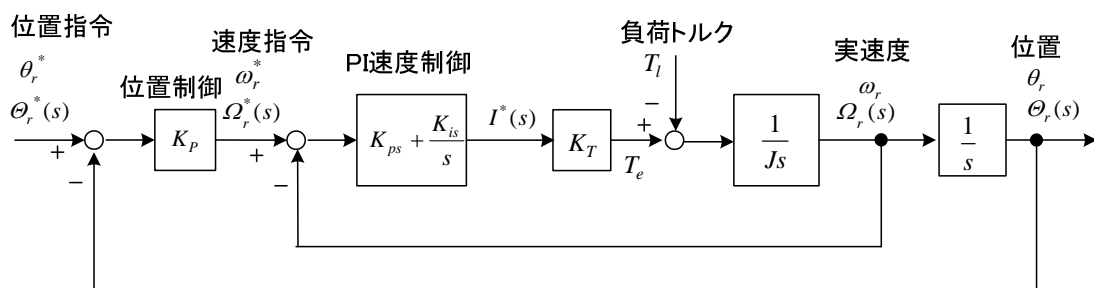 位置指令
θr*
Θr*(s)
+
−
位置制御
KP
速度指令
ωr*
Ωr*(s)
+
−
PI速度制御
Kps + Kis/s
I*(s)
KT
負荷トルク
Tl
−
+
Te
1/Js
実速度
ωr
Ωr(s)
1/s
位置
θr
Θr(s)